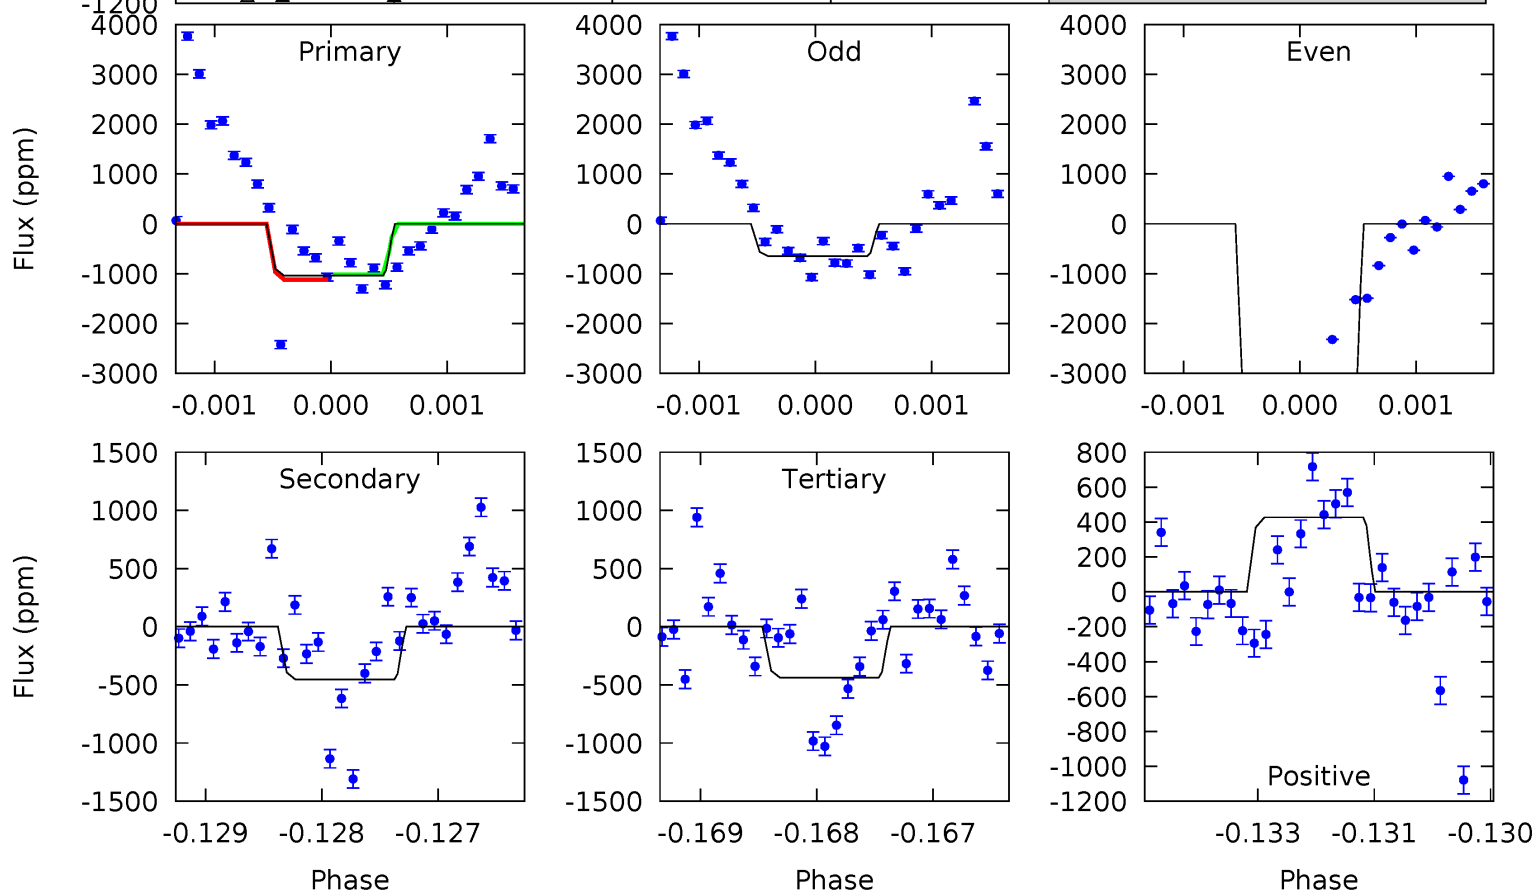 -1200
4000 4000 4000
Primary Odd Even
3000 3000 3000
2000 2000 2000
1000 1000 1000
0 0 0
-1000 -1000 -1000
-2000 -2000 -2000
-3000 -3000 -3000
Flux (ppm)
-0.001 0.000 0.001 -0.001 0.000 0.001 -0.001 0.000 0.001
1500 1500 800
Secondary Tertiary
1000 1000 600
500 500 400
0 0 200
-500 -500 0
-1000 -1000 -200
-1500 -1500 -400
-600
-800
Positive
-1000
-1200
Flux (ppm)
-0.129 -0.128 -0.127 -0.169 -0.168 -0.167 -0.133 -0.131 -0.130
Phase Phase Phase